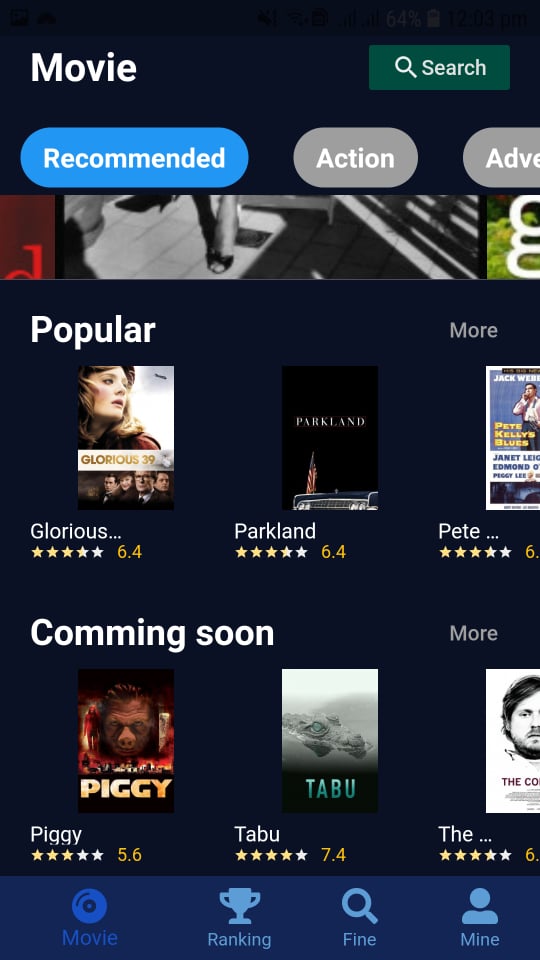 64% 12:03 pm
Movie
Search
Recommended Action Adve
d
g
Popular More
GLORIOUS 39
PARKLAND
JACK WEBB
PETE KELLY'S BLUES
JANET LEIG
EDMOND O'
PEGGY LEE
Glorious… Parkland Pete …
6.4 6.4 6.
Comming soon More
PIGGY
TABU
THE CO
Piggy Tabu The …
5.6 7.4 6.
Movie Ranking Fine Mine